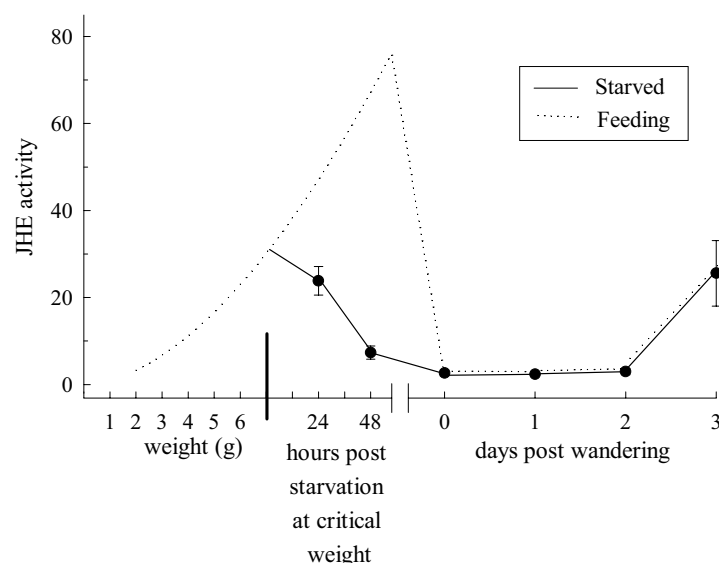 80
60
40
20
0
JHE activity
Starved
Feeding
1 2 3 4 5 6 24 48 0 1 2 3
weight (g)
hours post
starvation
at critical
weight
days post wandering